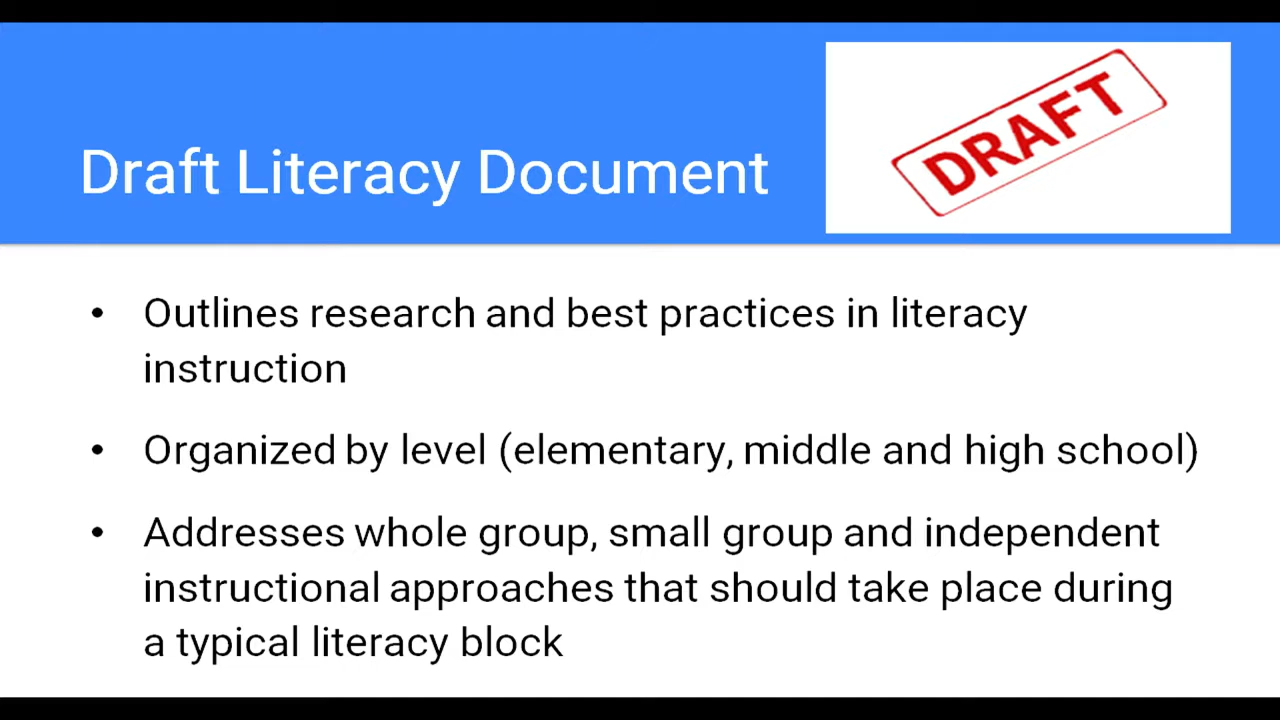 DRAFT
Draft Literacy Document
• Outlines research and best practices in literacy
instruction
• Organized by level (elementary, middle and high school)
• Addresses whole group, small group and independent
instructional approaches that should take place during
a typical literacy block